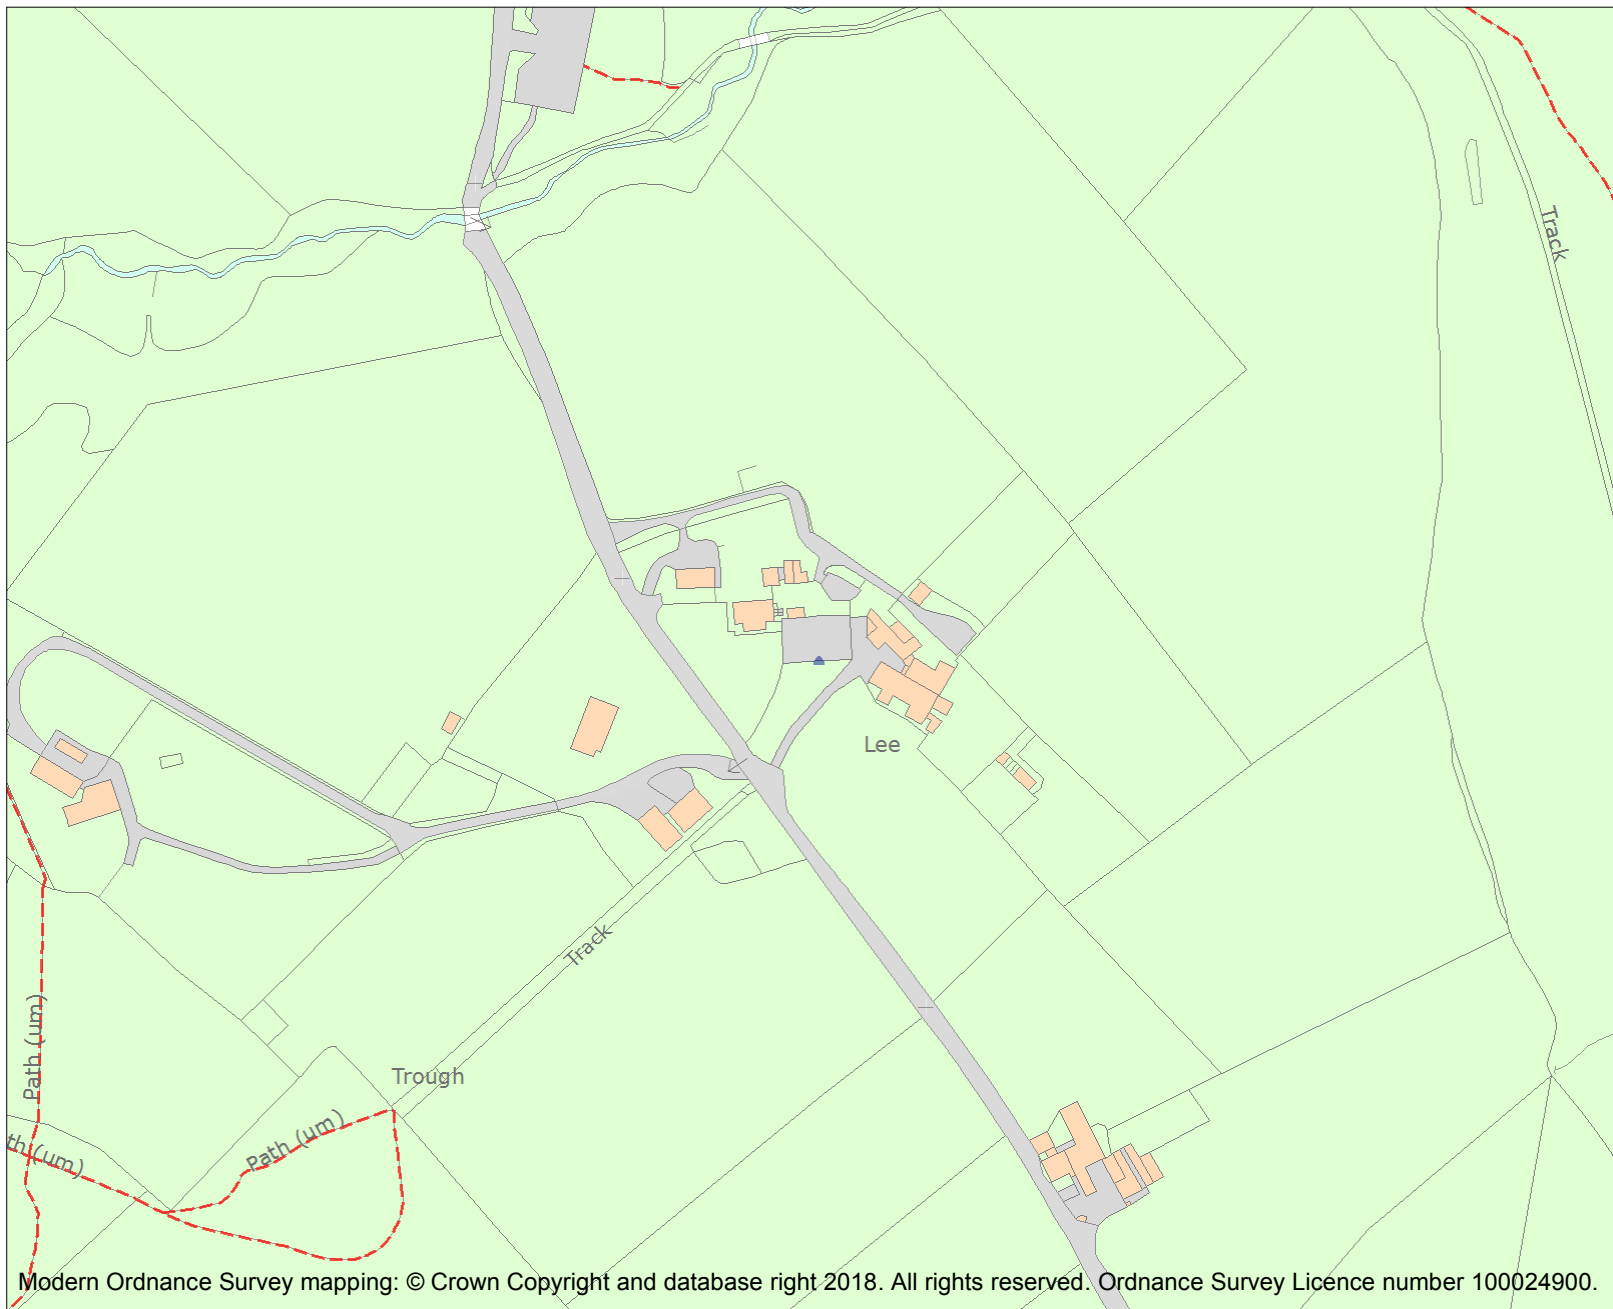 Track
Lee
Track
Path (um)
Trough
Path (um)
th (um)
Modern Ordnance Survey mapping: © Crown Copyright and database right 2018. All rights reserved. Ordnance Survey Licence number 100024900.